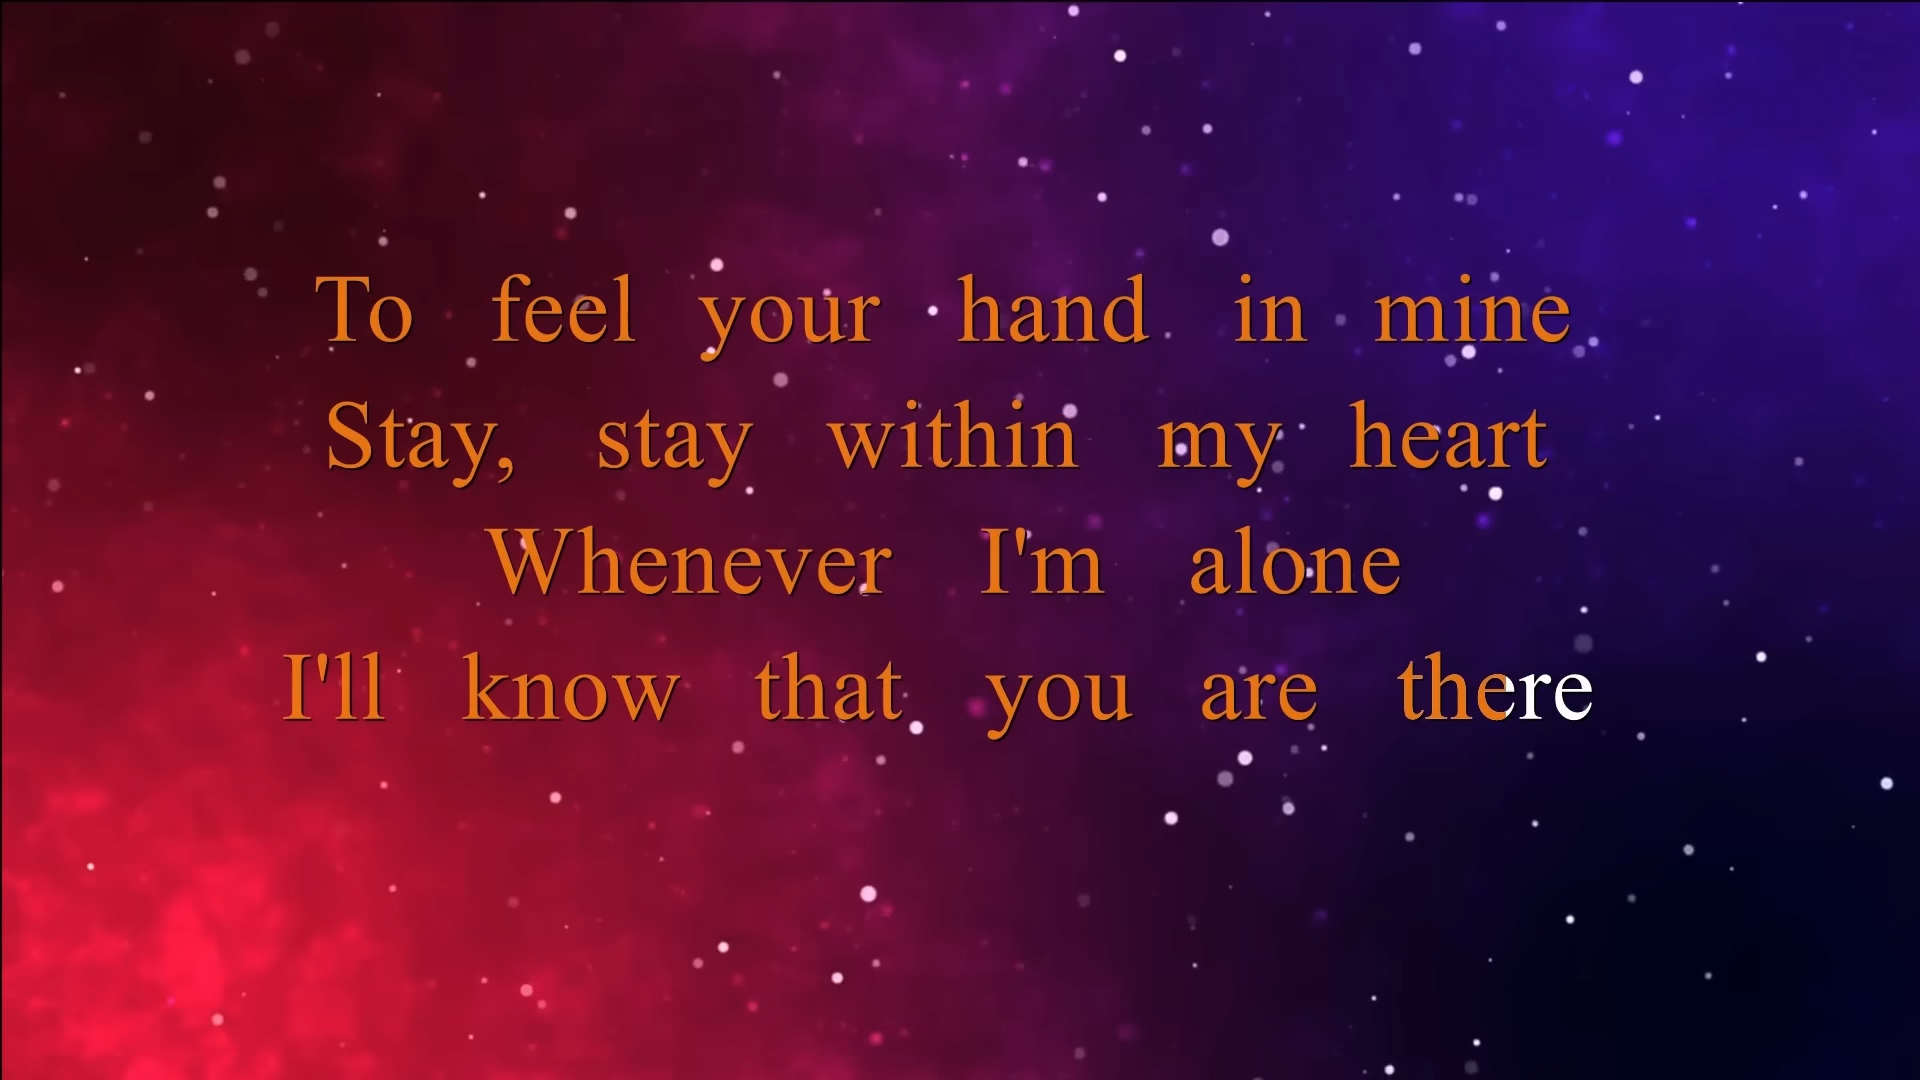 To feel your hand in mine
Stay, stay within my heart
Whenever I'm alone
I'll know that you are there